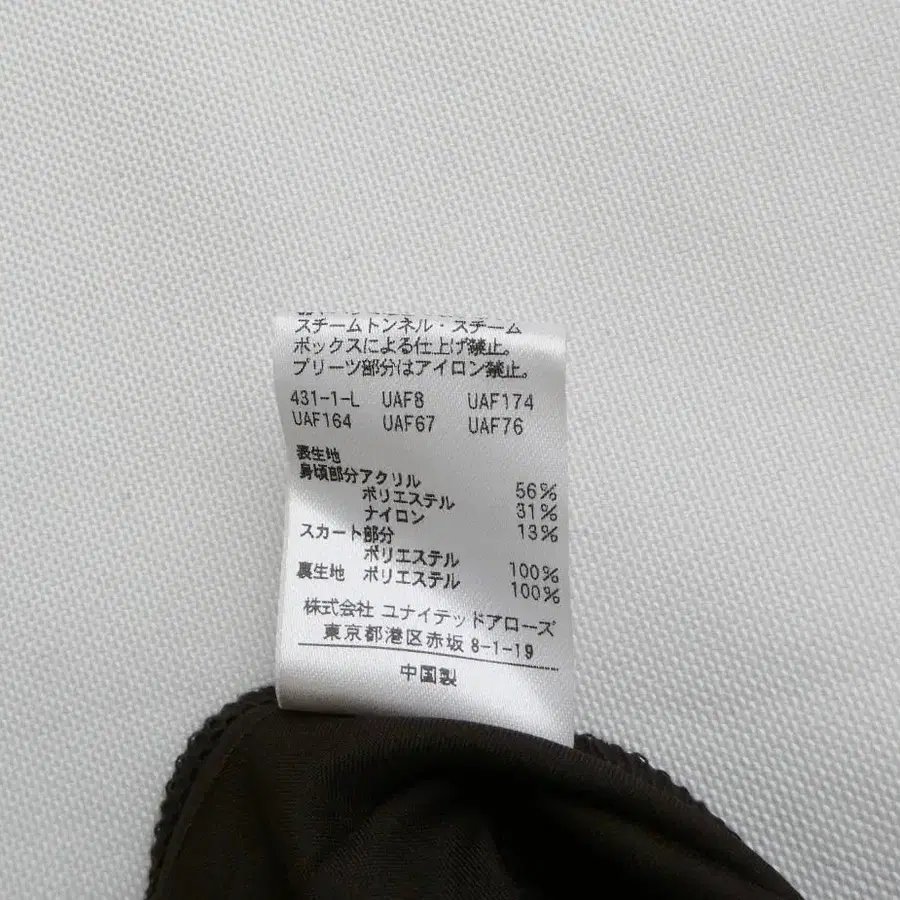 スチームトンネル・スチーム
ボックスによる仕上げ禁止。
プリーツ部分はアイロン禁止。
431-1-L UAF8 UAF174
UAF164 UAF67 UAF76
表生地
身頃部分アクリル 56%
ポリエステル 31%
ナイロン 13%
スカート部分
ポリエステル 100%
裏生地 ポリエステル 100%
株式会社 ユナイテッドアローズ
東京都港区赤坂 8-1-19
中国製